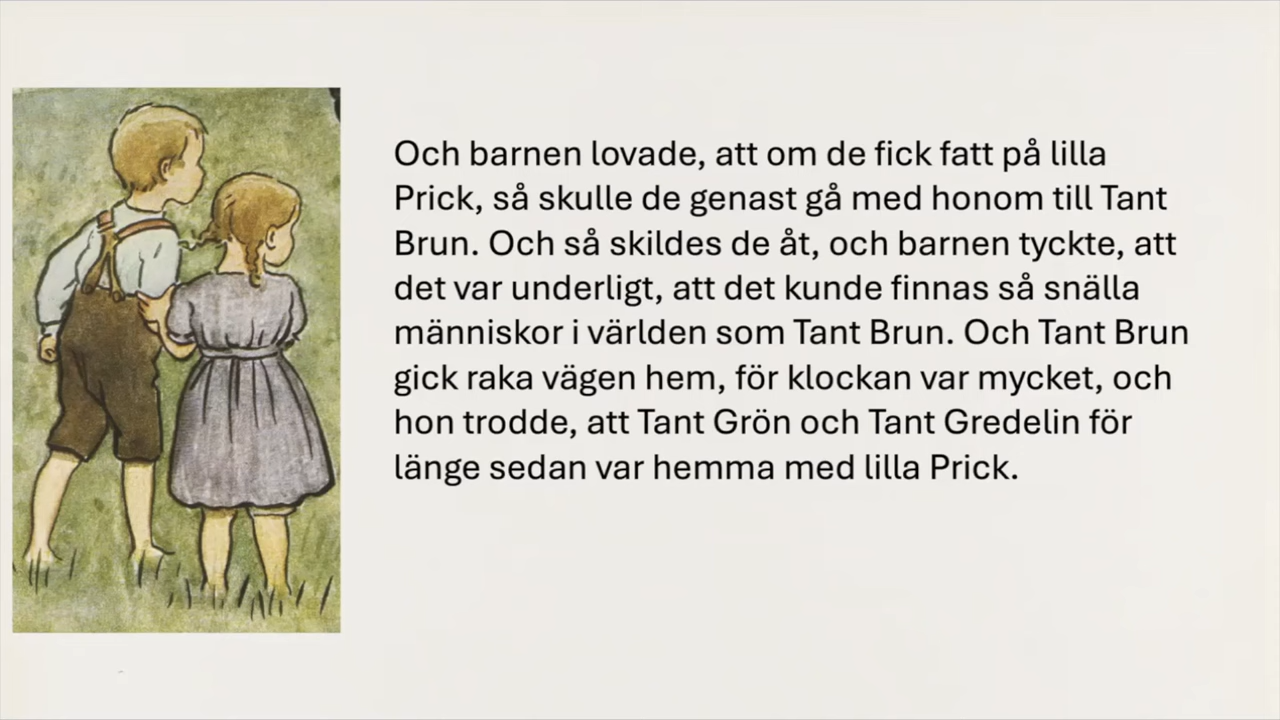 Och barnen lovade, att om de fick fatt på lilla
Prick, så skulle de genast gå med honom till Tant
Brun. Och så skildes de åt, och barnen tyckte, att
det var underligt, att det kunde finnas så snälla
människor i världen som Tant Brun. Och Tant Brun
gick raka vägen hem, för klockan var mycket, och
hon trodde, att Tant Grön och Tant Gredelin för
länge sedan var hemma med lilla Prick.